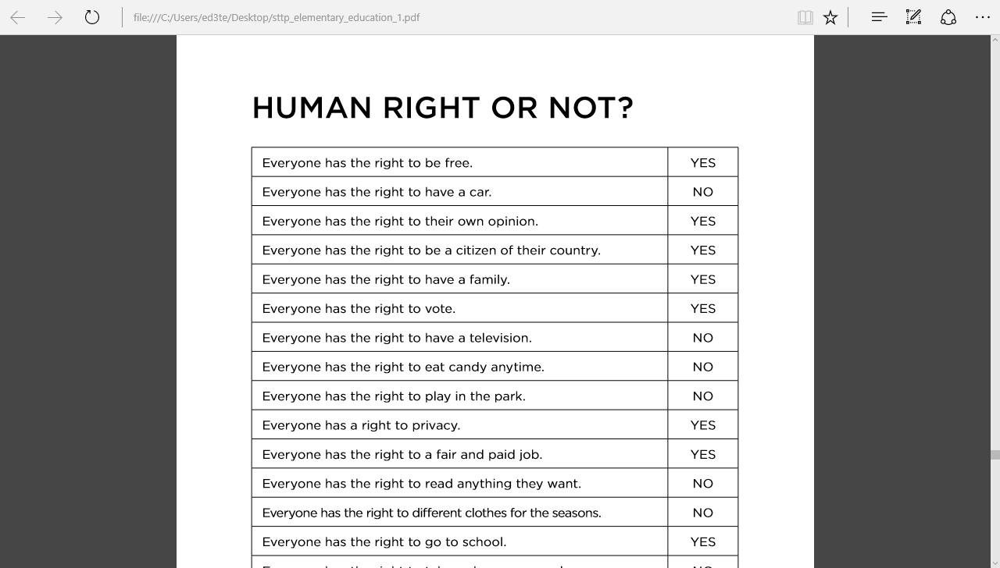 file:///C:/Users/ed3te/Desktop/sttp_elementary_education_1.pdf
HUMAN RIGHT OR NOT?
Everyone has the right to be free. YES
Everyone has the right to have a car. NO
Everyone has the right to their own opinion. YES
Everyone has the right to be a citizen of their country. YES
Everyone has the right to have a family. YES
Everyone has the right to vote. YES
Everyone has the right to have a television. NO
Everyone has the right to eat candy anytime. NO
Everyone has the right to play in the park. NO
Everyone has a right to privacy. YES
Everyone has the right to a fair and paid job. YES
Everyone has the right to read anything they want. NO
Everyone has the right to different clothes for the seasons. NO
Everyone has the right to go to school. YES